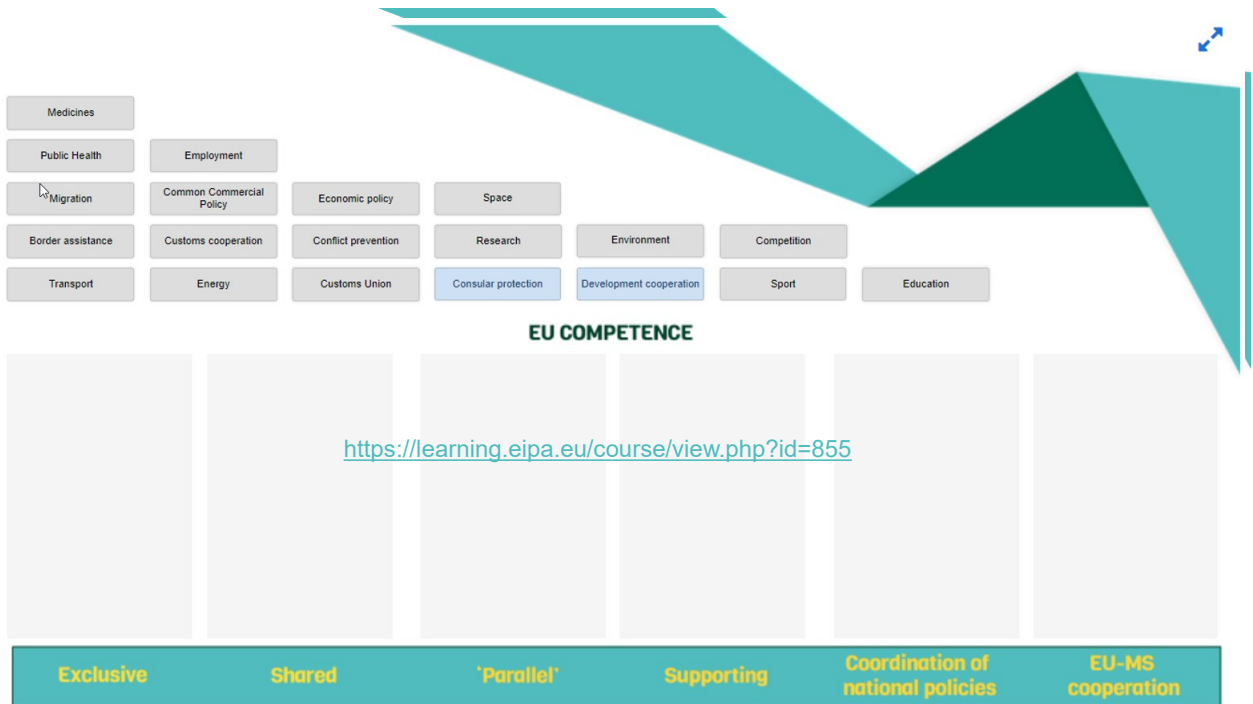 Medicines
Public Health
Employment
Migration
Common Commercial
Policy
Economic policy
Space
Border assistance
Customs cooperation
Conflict prevention
Research
Environment
Competition
Transport
Energy
Customs Union
Consular protection
Development cooperation
Sport
Education
EU COMPETENCE
https://learning.eipa.eu/course/view.php?id=855
Exclusive
Shared
'Parallel'
Supporting
Coordination of
national policies
EU-MS
cooperation